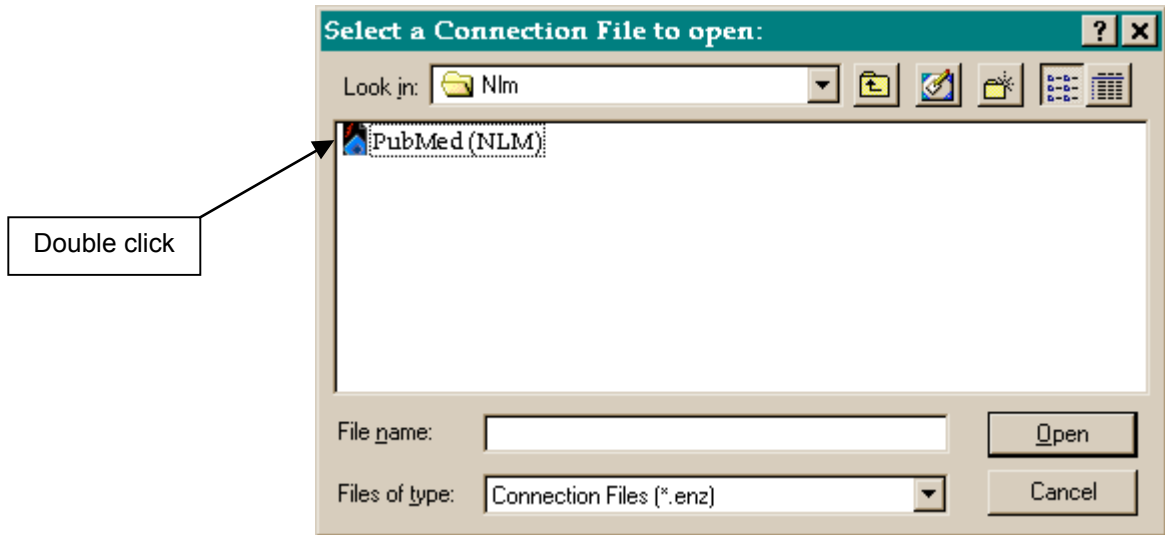 Select a Connection File to open:
Look in: Nlm
PubMed (NLM)
Double click
File name:
Open
Files of type: Connection Files (*.enz)
Cancel